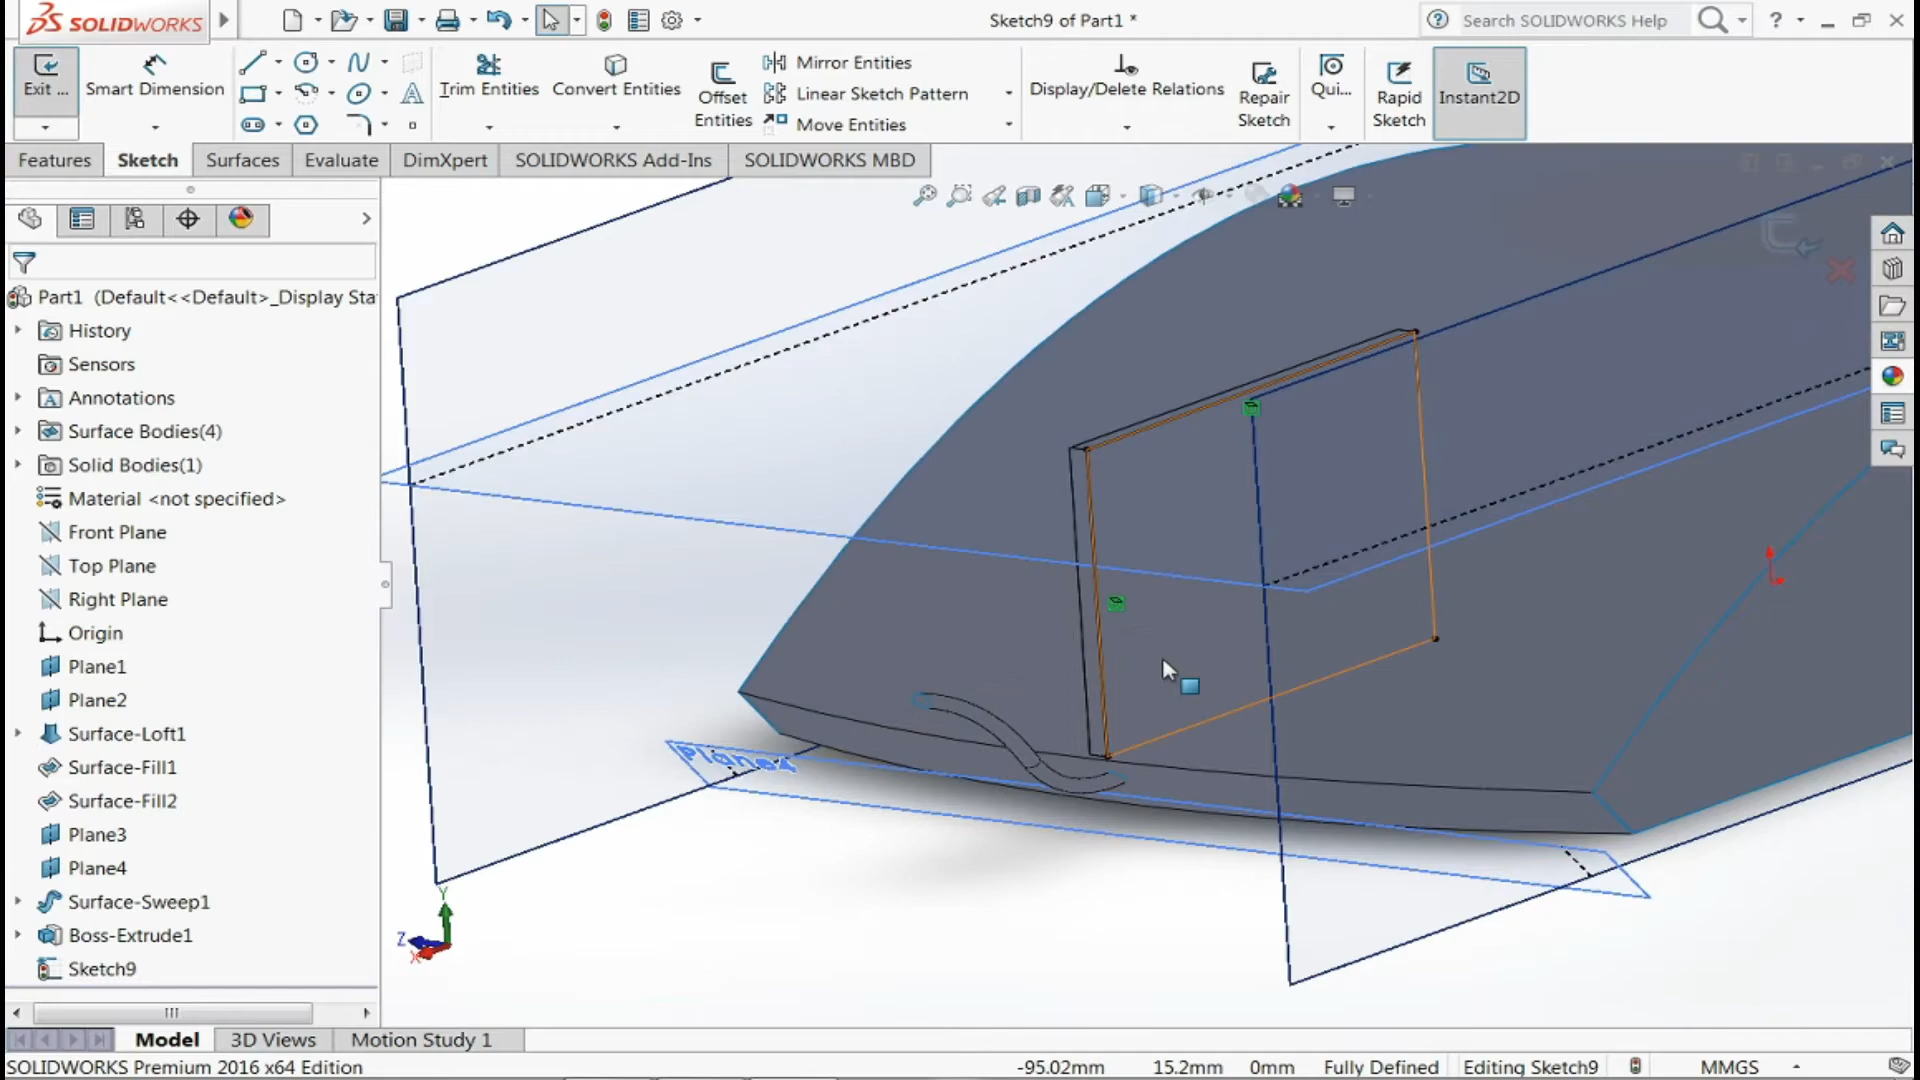 SOLIDWORKS
Sketch9 of Part1 *
Search SOLIDWORKS Help
?
Exit ...
Smart Dimension
Trim Entities
Convert Entities
Offset Entities
Mirror Entities
Linear Sketch Pattern
Move Entities
Display/Delete Relations
Repair Sketch
Qui...
Rapid Sketch
Instant2D
Features
Sketch
Surfaces
Evaluate
DimXpert
SOLIDWORKS Add-Ins
SOLIDWORKS MBD
Part1 (Default<<Default>_Display Sta
History
Sensors
Annotations
Surface Bodies(4)
Solid Bodies(1)
Material <not specified>
Front Plane
Top Plane
Right Plane
Origin
Plane1
Plane2
Surface-Loft1
Surface-Fill1
Surface-Fill2
Plane3
Plane4
Surface-Sweep1
Boss-Extrude1
Sketch9
Plane4
Y
Z
X
Model
3D Views
Motion Study 1
SOLIDWORKS Premium 2016 x64 Edition
-95.02mm
15.2mm
0mm
Fully Defined
Editing Sketch9
MMGS